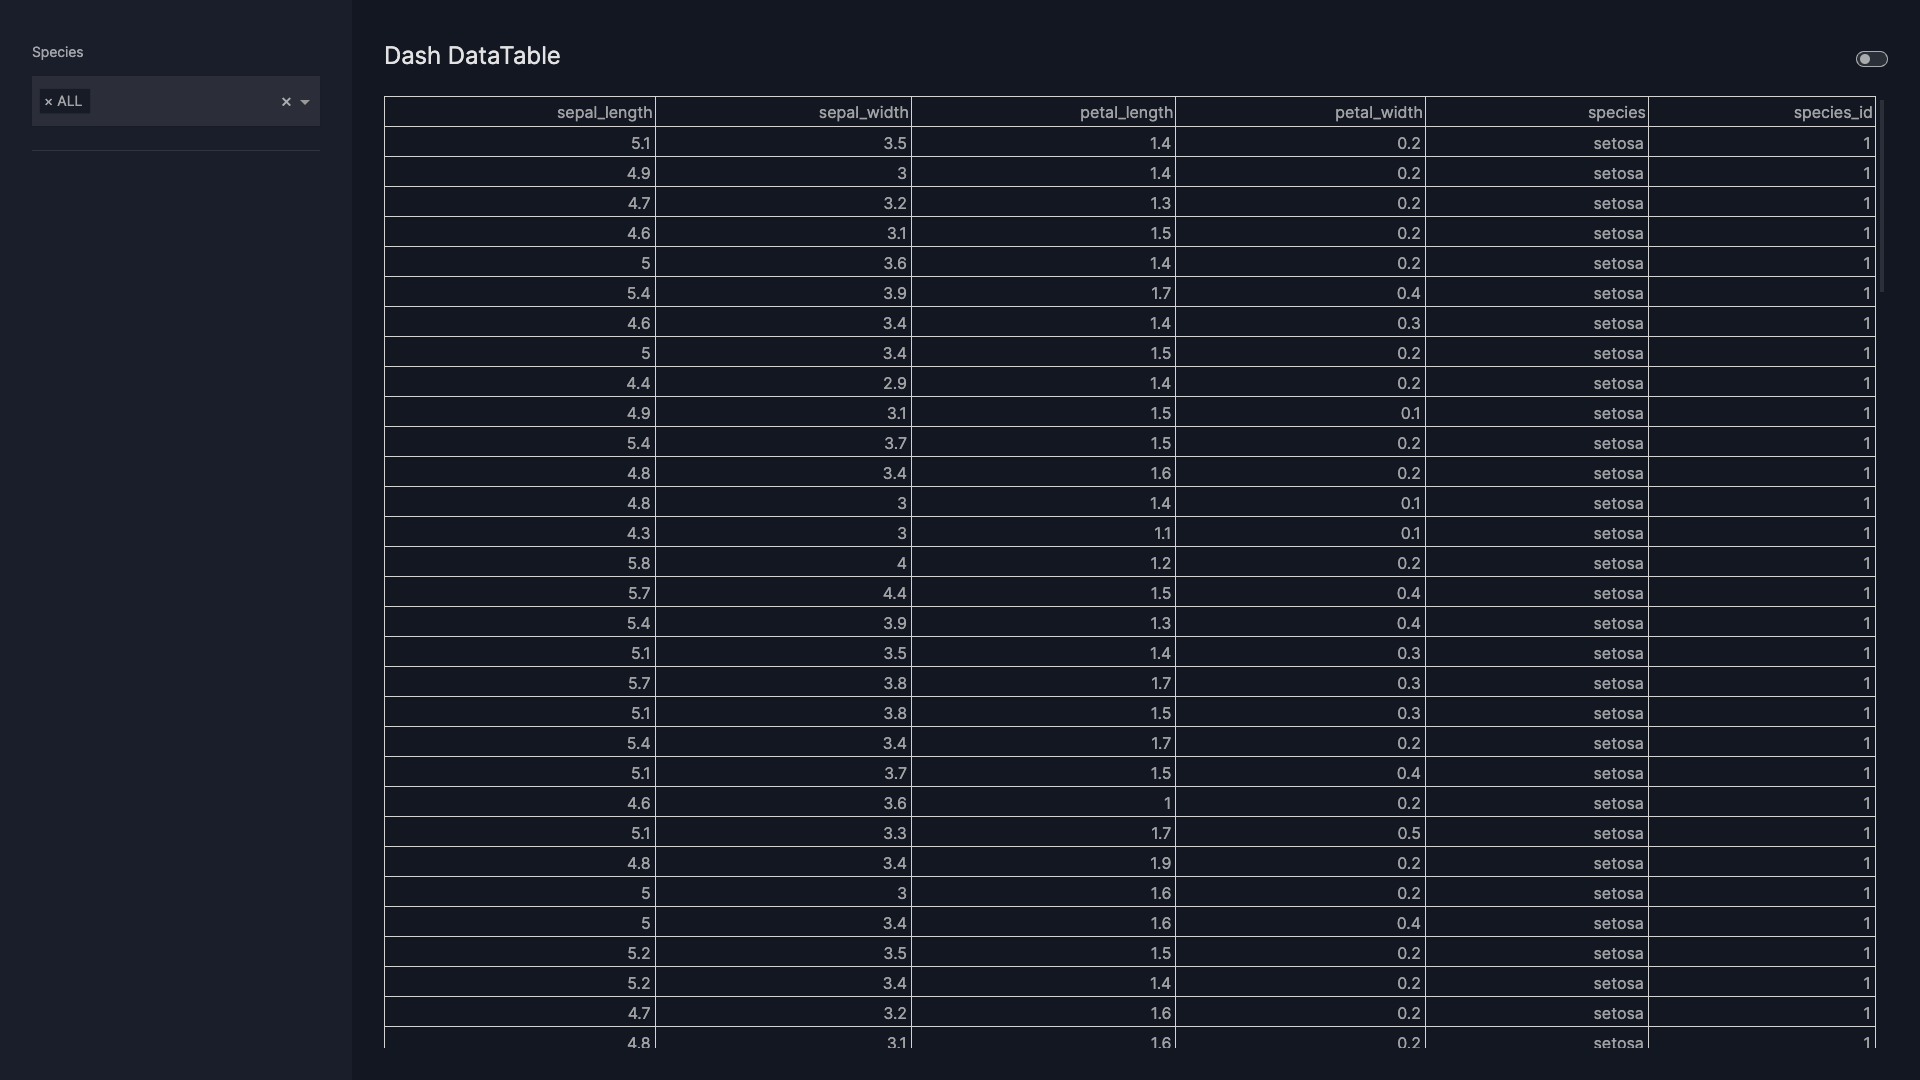 Species
× ALL ×
Dash DataTable
sepal_length sepal_width petal_length petal_width species species_id
5.1 3.5 1.4 0.2 setosa 1
4.9 3 1.4 0.2 setosa 1
4.7 3.2 1.3 0.2 setosa 1
4.6 3.1 1.5 0.2 setosa 1
5 3.6 1.4 0.2 setosa 1
5.4 3.9 1.7 0.4 setosa 1
4.6 3.4 1.4 0.3 setosa 1
5 3.4 1.5 0.2 setosa 1
4.4 2.9 1.4 0.2 setosa 1
4.9 3.1 1.5 0.1 setosa 1
5.4 3.7 1.5 0.2 setosa 1
4.8 3.4 1.6 0.2 setosa 1
4.8 3 1.4 0.1 setosa 1
4.3 3 1.1 0.1 setosa 1
5.8 4 1.2 0.2 setosa 1
5.7 4.4 1.5 0.4 setosa 1
5.4 3.9 1.3 0.4 setosa 1
5.1 3.5 1.4 0.3 setosa 1
5.7 3.8 1.7 0.3 setosa 1
5.1 3.8 1.5 0.3 setosa 1
5.4 3.4 1.7 0.2 setosa 1
5.1 3.7 1.5 0.4 setosa 1
4.6 3.6 1 0.2 setosa 1
5.1 3.3 1.7 0.5 setosa 1
4.8 3.4 1.9 0.2 setosa 1
5 3 1.6 0.2 setosa 1
5 3.4 1.6 0.4 setosa 1
5.2 3.5 1.5 0.2 setosa 1
5.2 3.4 1.4 0.2 setosa 1
4.7 3.2 1.6 0.2 setosa 1
4.8 3.1 1.6 0.2 setosa 1